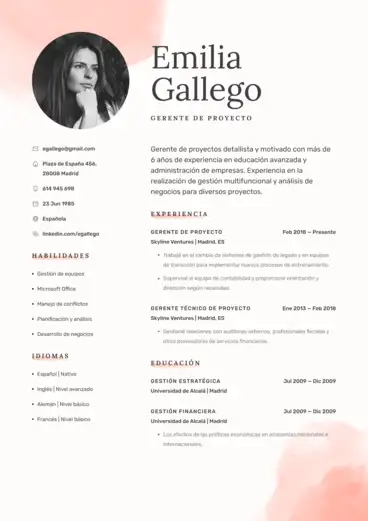 Emilia
Gallego
GERENTE DE PROYECTO
egallego@gmail.com
Plaza de España 456,
28008 Madrid
614 945 698
23 Jun 1985
Española
linkedin.com/egallego
HABILIDADES
Gestión de equipos
Microsoft Office
Manejo de conflictos
Planificación y análisis
Desarrollo de negocios
IDIOMAS
Español | Nativo
Inglés | Nivel avanzado
Alemán | Nivel básico
Francés | Nivel básico
Gerente de proyectos detallista y motivado con más de
6 años de experiencia en educación avanzada y
administración de empresas. Experiencia en la
realización de gestión multifuncional y análisis de
negocios para diversos proyectos.
EXPERIENCIA
GERENTE DE PROYECTO Feb 2018 – Presente
Skyline Ventures | Madrid, ES
Trabajé en el cambio de sistemas de gestión de legado y en equipos
de transición para implementar nuevos procesos de entrenamiento.
Supervisé al equipo de contabilidad y proporcioné orientación y
dirección según necesidad.
GERENTE TÉCNICO DE PROYECTO Ene 2013 – Feb 2018
Skyline Ventures | Madrid, ES
Gestioné relaciones con auditores externos, profesionales fiscales y
otros proveedores de servicios financieros.
EDUCACIÓN
GESTIÓN ESTRATÉGICA Jul 2009 – Dic 2009
Universidad de Alcalá | Madrid
GESTIÓN FINANCIERA Jul 2009 – Dic 2009
Universidad de Alcalá | Madrid
Los efectos de las políticas económicas en economías nacionales e
internacionales.